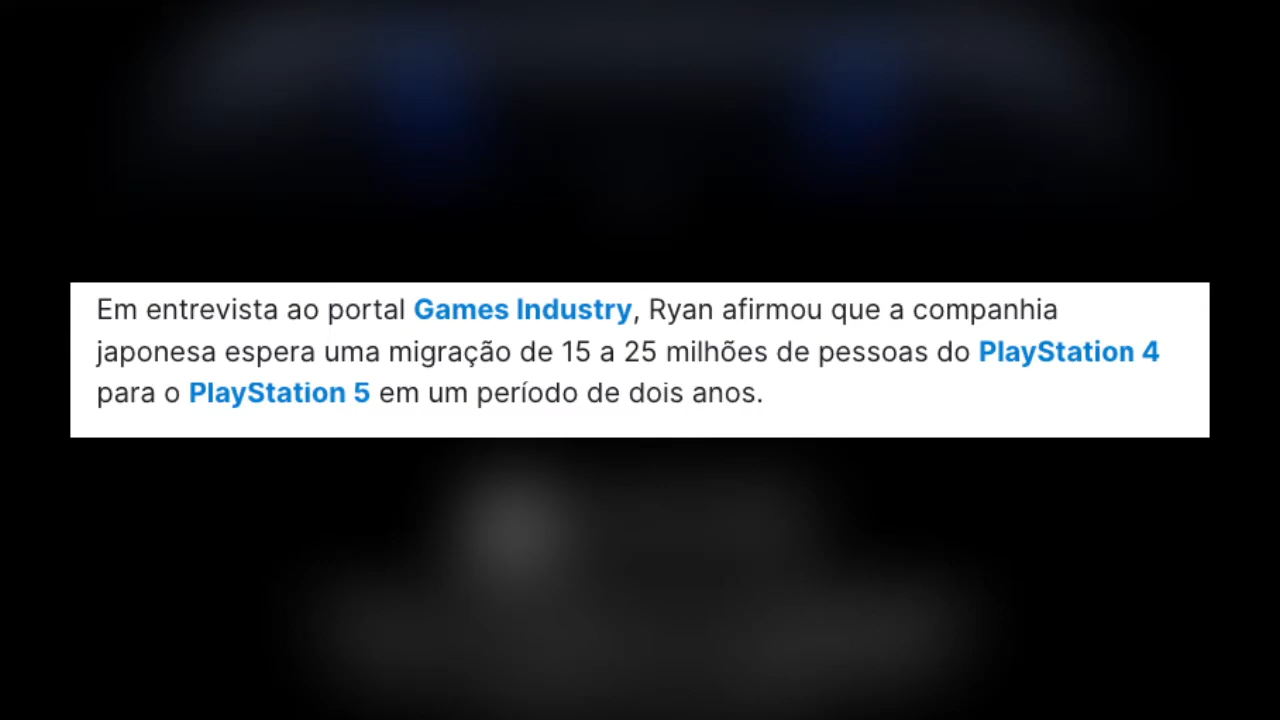 Em entrevista ao portal Games Industry, Ryan afirmou que a companhia
japonesa espera uma migração de 15 a 25 milhões de pessoas do PlayStation 4
para o PlayStation 5 em um período de dois anos.